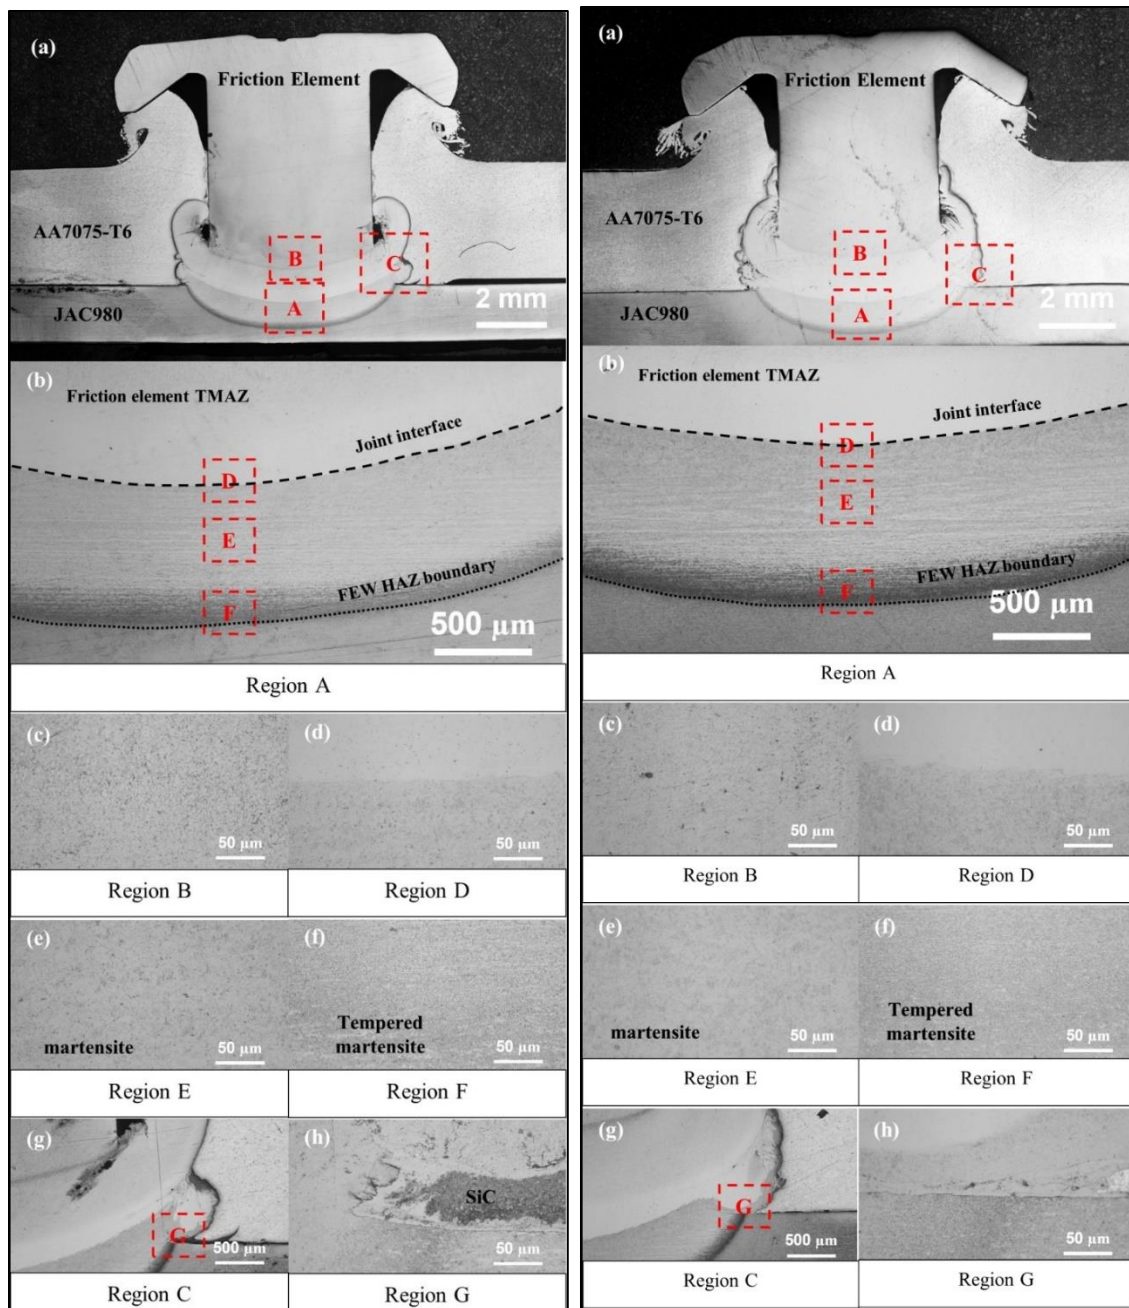 (a)
Friction Element
AA7075-T6
B
C
JAC980
A
2 mm
(b)
Friction element TMAZ
Joint interface
D
E
FEW HAZ boundary
F
500 µm
Region A
(c)
50 µm
(d)
50 µm
Region B
Region D
(e)
martensite
50 µm
(f)
Tempered
martensite
50 µm
Region E
Region F
(g)
G
500 µm
(h)
SiC
50 µm
Region C
Region G
(a)
Friction Element
AA7075-T6
B
C
JAC980
A
2 mm
(b)
Friction element TMAZ
Joint interface
D
E
FEW HAZ boundary
F
500 µm
Region A
(c)
50 µm
(d)
50 µm
Region B
Region D
(e)
martensite
50 µm
(f)
Tempered
martensite
50 µm
Region E
Region F
(g)
G
500 µm
(h)
50 µm
Region C
Region G